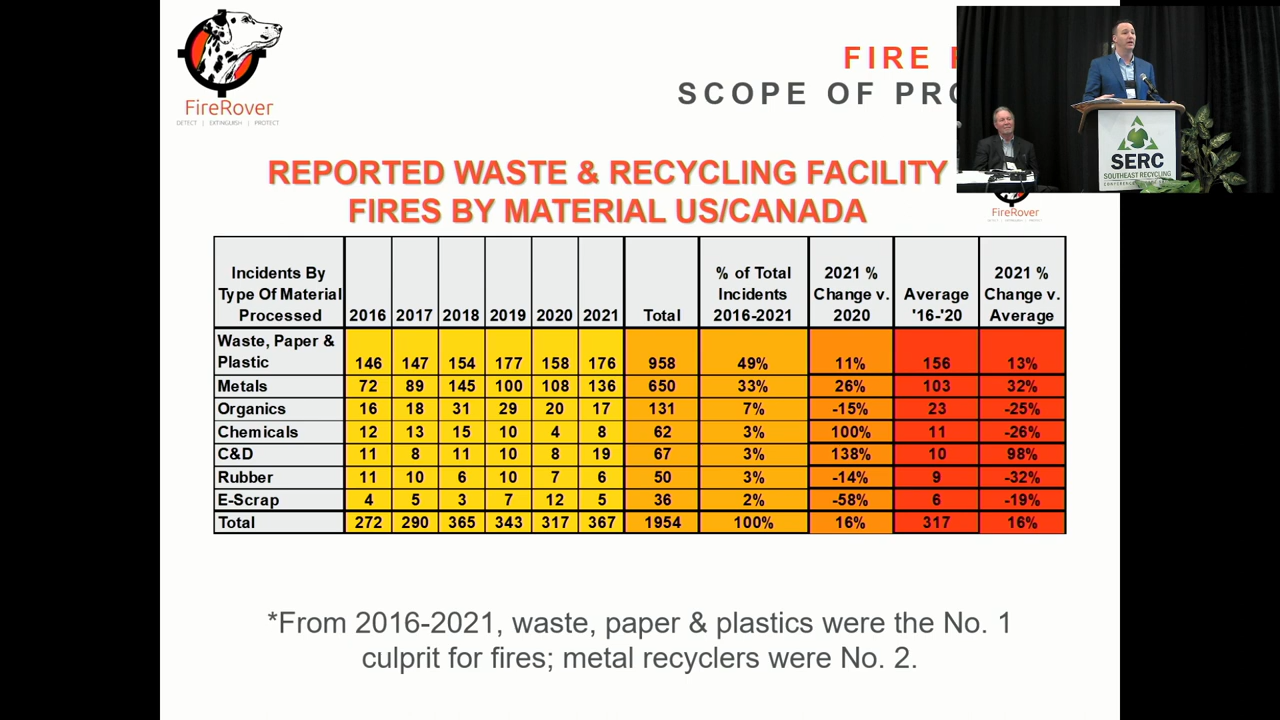 FireRover
DETECT | EXTINGUISH | PROTECT
FIRE
SCOPE OF
REPORTED WASTE & RECYCLING FACILITY
FIRES BY MATERIAL US/CANADA
SERC
SOUTHEAST RECYCLING
FireRover
Incidents By Type Of Material Processed 2016 2017 2018 2019 2020 2021 Total % of Total Incidents 2016-2021 2021 % Change v. 2020 Average '16-'20 2021 % Change v. Average
Waste, Paper & Plastic 146 147 154 177 158 176 958 49% 11% 156 13%
Metals 72 89 145 100 108 136 650 33% 26% 103 32%
Organics 16 18 31 29 20 17 131 7% -15% 23 -25%
Chemicals 12 13 15 10 4 8 62 3% 100% 11 -26%
C&D 11 8 11 10 8 19 67 3% 138% 10 98%
Rubber 11 10 6 10 7 6 50 3% -14% 9 -32%
E-Scrap 4 5 3 7 12 5 36 2% -58% 6 -19%
Total 272 290 365 343 317 367 1954 100% 16% 317 16%
*From 2016-2021, waste, paper & plastics were the No. 1
culprit for fires; metal recyclers were No. 2.